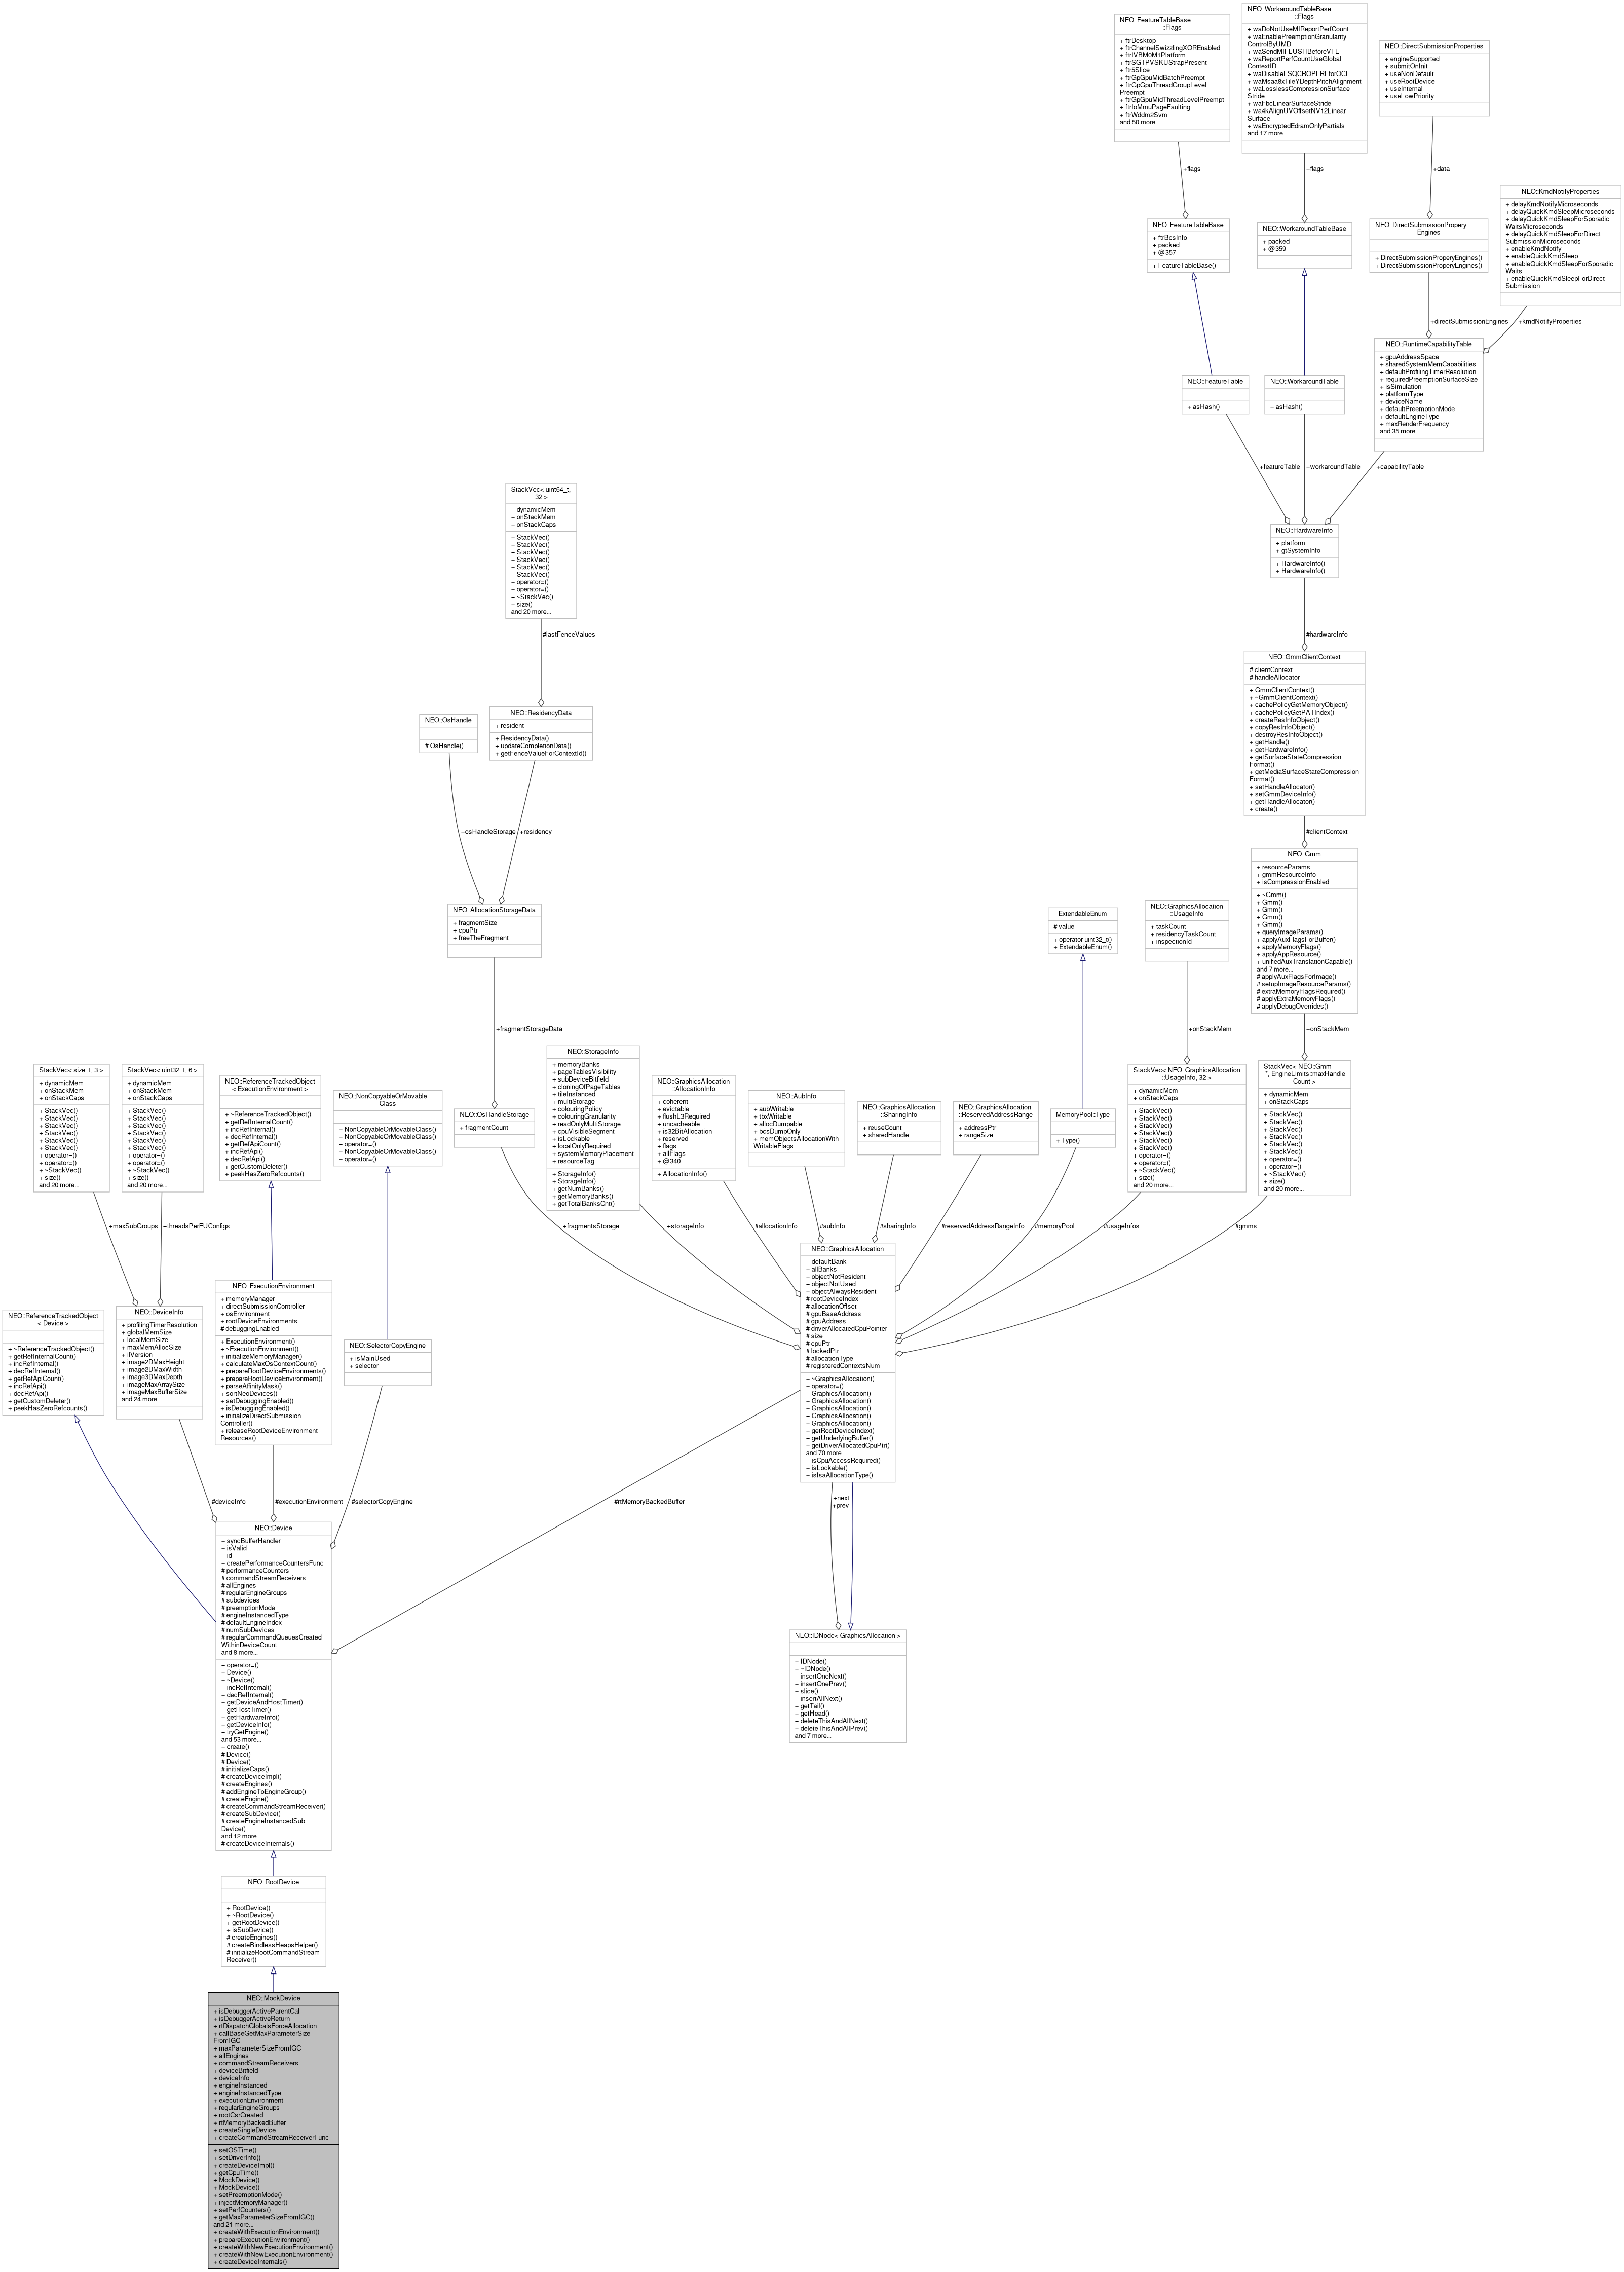 NEO::FeatureTableBase
::Flags
+ ftrDesktop
+ ftrChannelSwizzlingXOREnabled
+ ftrIVBM0M1Platform
+ ftrSGTPVSKUStrapPresent
+ ftr5Slice
+ ftrGpGpuMidBatchPreempt
+ ftrGpGpuThreadGroupLevel
Preempt
+ ftrGpGpuMidThreadLevelPreempt
+ ftrIoMmuPageFaulting
+ ftrWddm2Svm
and 50 more...
NEO::WorkaroundTableBase
::Flags
+ waDoNotUseMIReportPerfCount
+ waEnablePreemptionGranularity
ControlByUMD
+ waSendMIFLUSHBeforeVFE
+ waReportPerfCountUseGlobal
ContextID
+ waDisableLSQCROPERFforOCL
+ waMsaa8xTileYDepthPitchAlignment
+ waLosslessCompressionSurface
Stride
+ waFbcLinearSurfaceStride
+ wa4kAlignUVOffsetNV12Linear
Surface
+ waEncryptedEdramOnlyPartials
and 17 more...
NEO::DirectSubmissionProperties
+ engineSupported
+ submitOnInit
+ useNonDefault
+ useRootDevice
+ useInternal
+ useLowPriority
+flags
+flags
+data
NEO::KmdNotifyProperties
+ delayKmdNotifyMicroseconds
+ delayQuickKmdSleepMicroseconds
+ delayQuickKmdSleepForSporadic
WaitsMicroseconds
+ delayQuickKmdSleepForDirect
SubmissionMicroseconds
+ enableKmdNotify
+ enableQuickKmdSleep
+ enableQuickKmdSleepForSporadic
Waits
+ enableQuickKmdSleepForDirect
Submission
NEO::FeatureTableBase
+ ftrBcsInfo
+ packed
+ @357
+ FeatureTableBase()
NEO::WorkaroundTableBase
+ packed
+ @359
NEO::DirectSubmissionPropery
Engines
+ DirectSubmissionProperyEngines()
+ DirectSubmissionProperyEngines()
+directSubmissionEngines
+kmdNotifyProperties
NEO::FeatureTable
+ asHash()
NEO::WorkaroundTable
+ asHash()
NEO::RuntimeCapabilityTable
+ gpuAddressSpace
+ sharedSystemMemCapabilities
+ defaultProfilingTimerResolution
+ requiredPreemptionSurfaceSize
+ isSimulation
+ platformType
+ deviceName
+ defaultPreemptionMode
+ defaultEngineType
+ maxRenderFrequency
and 35 more...
+featureTable
+workaroundTable
+capabilityTable
NEO::HardwareInfo
+ platform
+ gtSystemInfo
+ HardwareInfo()
+ HardwareInfo()
#hardwareInfo
StackVec< uint64_t,
32 >
+ dynamicMem
+ onStackMem
+ onStackCaps
+ StackVec()
+ StackVec()
+ StackVec()
+ StackVec()
+ StackVec()
+ StackVec()
+ operator=()
+ operator=()
+ ~StackVec()
+ size()
and 20 more...
#lastFenceValues
NEO::GmmClientContext
# clientContext
# handleAllocator
+ GmmClientContext()
+ ~GmmClientContext()
+ cachePolicyGetMemoryObject()
+ cachePolicyGetPATIndex()
+ createResInfoObject()
+ copyResInfoObject()
+ destroyResInfoObject()
+ getHandle()
+ getHardwareInfo()
+ getSurfaceStateCompression
Format()
+ getMediaSurfaceStateCompression
Format()
+ setHandleAllocator()
+ setGmmDeviceInfo()
+ getHandleAllocator()
+ create()
#clientContext
NEO::OsHandle
# OsHandle()
NEO::ResidencyData
+ resident
+ ResidencyData()
+ updateCompletionData()
+ getFenceValueForContextId()
+osHandleStorage
+residency
NEO::Gmm
+ resourceParams
+ gmmResourceInfo
+ isCompressionEnabled
+ ~Gmm()
+ Gmm()
+ Gmm()
+ Gmm()
+ Gmm()
+ queryImageParams()
+ applyAuxFlagsForBuffer()
+ applyMemoryFlags()
+ applyAppResource()
+ unifiedAuxTranslationCapable()
and 7 more...
# applyAuxFlagsForImage()
# setupImageResourceParams()
# extraMemoryFlagsRequired()
# applyExtraMemoryFlags()
# applyDebugOverrides()
+onStackMem
NEO::AllocationStorageData
+ fragmentSize
+ cpuPtr
+ freeTheFragment
+fragmentStorageData
ExtendableEnum
# value
+ operator uint32_t()
+ ExtendableEnum()
NEO::GraphicsAllocation
::UsageInfo
+ taskCount
+ residencyTaskCount
+ inspectionId
+onStackMem
StackVec< size_t, 3 >
+ dynamicMem
+ onStackMem
+ onStackCaps
+ StackVec()
+ StackVec()
+ StackVec()
+ StackVec()
+ StackVec()
+ StackVec()
+ operator=()
+ operator=()
+ ~StackVec()
+ size()
and 20 more...
StackVec< uint32_t, 6 >
+ dynamicMem
+ onStackMem
+ onStackCaps
+ StackVec()
+ StackVec()
+ StackVec()
+ StackVec()
+ StackVec()
+ StackVec()
+ operator=()
+ operator=()
+ ~StackVec()
+ size()
and 20 more...
NEO::ReferenceTrackedObject
< ExecutionEnvironment >
+ ~ReferenceTrackedObject()
+ getRefInternalCount()
+ incRefInternal()
+ decRefInternal()
+ getRefApiCount()
+ incRefApi()
+ decRefApi()
+ getCustomDeleter()
+ peekHasZeroRefcounts()
NEO::NonCopyableOrMovable
Class
+ NonCopyableOrMovableClass()
+ NonCopyableOrMovableClass()
+ operator=()
+ NonCopyableOrMovableClass()
+ operator=()
NEO::OsHandleStorage
+ fragmentCount
NEO::StorageInfo
+ memoryBanks
+ pageTablesVisibility
+ subDeviceBitfield
+ cloningOfPageTables
+ tileInstanced
+ multiStorage
+ colouringPolicy
+ colouringGranularity
+ readOnlyMultiStorage
+ cpuVisibleSegment
+ isLockable
+ localOnlyRequired
+ systemMemoryPlacement
+ resourceTag
+ StorageInfo()
+ StorageInfo()
+ getNumBanks()
+ getMemoryBanks()
+ getTotalBanksCnt()
NEO::GraphicsAllocation
::AllocationInfo
+ coherent
+ evictable
+ flushL3Required
+ uncacheable
+ is32BitAllocation
+ reserved
+ flags
+ allFlags
+ @340
+ AllocationInfo()
NEO::AubInfo
+ aubWritable
+ tbxWritable
+ allocDumpable
+ bcsDumpOnly
+ memObjectsAllocationWith
WritableFlags
NEO::GraphicsAllocation
::SharingInfo
+ reuseCount
+ sharedHandle
NEO::GraphicsAllocation
::ReservedAddressRange
+ addressPtr
+ rangeSize
MemoryPool::Type
+ Type()
StackVec< NEO::GraphicsAllocation
::UsageInfo, 32 >
+ dynamicMem
+ onStackCaps
+ StackVec()
+ StackVec()
+ StackVec()
+ StackVec()
+ StackVec()
+ StackVec()
+ operator=()
+ operator=()
+ ~StackVec()
+ size()
and 20 more...
StackVec< NEO::Gmm
*, EngineLimits::maxHandle
Count >
+ dynamicMem
+ onStackCaps
+ StackVec()
+ StackVec()
+ StackVec()
+ StackVec()
+ StackVec()
+ StackVec()
+ operator=()
+ operator=()
+ ~StackVec()
+ size()
and 20 more...
+maxSubGroups
+threadsPerEUConfigs
+fragmentsStorage
+storageInfo
#allocationInfo
#aubInfo
#sharingInfo
#reservedAddressRangeInfo
#memoryPool
#usageInfos
#gmms
NEO::ReferenceTrackedObject
< Device >
+ ~ReferenceTrackedObject()
+ getRefInternalCount()
+ incRefInternal()
+ decRefInternal()
+ getRefApiCount()
+ incRefApi()
+ decRefApi()
+ getCustomDeleter()
+ peekHasZeroRefcounts()
NEO::DeviceInfo
+ profilingTimerResolution
+ globalMemSize
+ localMemSize
+ maxMemAllocSize
+ ilVersion
+ image2DMaxHeight
+ image2DMaxWidth
+ image3DMaxDepth
+ imageMaxArraySize
+ imageMaxBufferSize
and 24 more...
NEO::ExecutionEnvironment
+ memoryManager
+ directSubmissionController
+ osEnvironment
+ rootDeviceEnvironments
# debuggingEnabled
+ ExecutionEnvironment()
+ ~ExecutionEnvironment()
+ initializeMemoryManager()
+ calculateMaxOsContextCount()
+ prepareRootDeviceEnvironments()
+ prepareRootDeviceEnvironment()
+ parseAffinityMask()
+ sortNeoDevices()
+ setDebuggingEnabled()
+ isDebuggingEnabled()
+ initializeDirectSubmission
Controller()
+ releaseRootDeviceEnvironment
Resources()
NEO::SelectorCopyEngine
+ isMainUsed
+ selector
NEO::GraphicsAllocation
+ defaultBank
+ allBanks
+ objectNotResident
+ objectNotUsed
+ objectAlwaysResident
# rootDeviceIndex
# allocationOffset
# gpuBaseAddress
# gpuAddress
# driverAllocatedCpuPointer
# size
# cpuPtr
# lockedPtr
# allocationType
# registeredContextsNum
+ ~GraphicsAllocation()
+ operator=()
+ GraphicsAllocation()
+ GraphicsAllocation()
+ GraphicsAllocation()
+ GraphicsAllocation()
+ GraphicsAllocation()
+ getRootDeviceIndex()
+ getUnderlyingBuffer()
+ getDriverAllocatedCpuPtr()
and 70 more...
+ isCpuAccessRequired()
+ isLockable()
+ isIsaAllocationType()
#deviceInfo
#executionEnvironment
#selectorCopyEngine
#rtMemoryBackedBuffer
+next
+prev
NEO::Device
+ syncBufferHandler
+ isValid
+ id
+ createPerformanceCountersFunc
# performanceCounters
# commandStreamReceivers
# allEngines
# regularEngineGroups
# subdevices
# preemptionMode
# engineInstancedType
# defaultEngineIndex
# numSubDevices
# regularCommandQueuesCreated
WithinDeviceCount
and 8 more...
+ operator=()
+ Device()
+ ~Device()
+ incRefInternal()
+ decRefInternal()
+ getDeviceAndHostTimer()
+ getHostTimer()
+ getHardwareInfo()
+ getDeviceInfo()
+ tryGetEngine()
and 53 more...
+ create()
# Device()
# Device()
# initializeCaps()
# createDeviceImpl()
# createEngines()
# addEngineToEngineGroup()
# createEngine()
# createCommandStreamReceiver()
# createSubDevice()
# createEngineInstancedSub
Device()
and 12 more...
# createDeviceInternals()
NEO::IDNode< GraphicsAllocation >
+ IDNode()
+ ~IDNode()
+ insertOneNext()
+ insertOnePrev()
+ slice()
+ insertAllNext()
+ getTail()
+ getHead()
+ deleteThisAndAllNext()
+ deleteThisAndAllPrev()
and 7 more...
NEO::RootDevice
+ RootDevice()
+ ~RootDevice()
+ getRootDevice()
+ isSubDevice()
# createEngines()
# createBindlessHeapsHelper()
# initializeRootCommandStream
Receiver()
NEO::MockDevice
+ isDebuggerActiveParentCall
+ isDebuggerActiveReturn
+ rtDispatchGlobalsForceAllocation
+ callBaseGetMaxParameterSize
FromIGC
+ maxParameterSizeFromIGC
+ allEngines
+ commandStreamReceivers
+ deviceBitfield
+ deviceInfo
+ engineInstanced
+ engineInstancedType
+ executionEnvironment
+ regularEngineGroups
+ rootCsrCreated
+ rtMemoryBackedBuffer
+ createSingleDevice
+ createCommandStreamReceiverFunc
+ setOSTime()
+ setDriverInfo()
+ createDeviceImpl()
+ getCpuTime()
+ MockDevice()
+ MockDevice()
+ setPreemptionMode()
+ injectMemoryManager()
+ setPerfCounters()
+ getMaxParameterSizeFromIGC()
and 21 more...
+ createWithExecutionEnvironment()
+ prepareExecutionEnvironment()
+ createWithNewExecutionEnvironment()
+ createWithNewExecutionEnvironment()
+ createDeviceInternals()